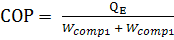 COP = Q_E / (W_comp1 + W_comp1)